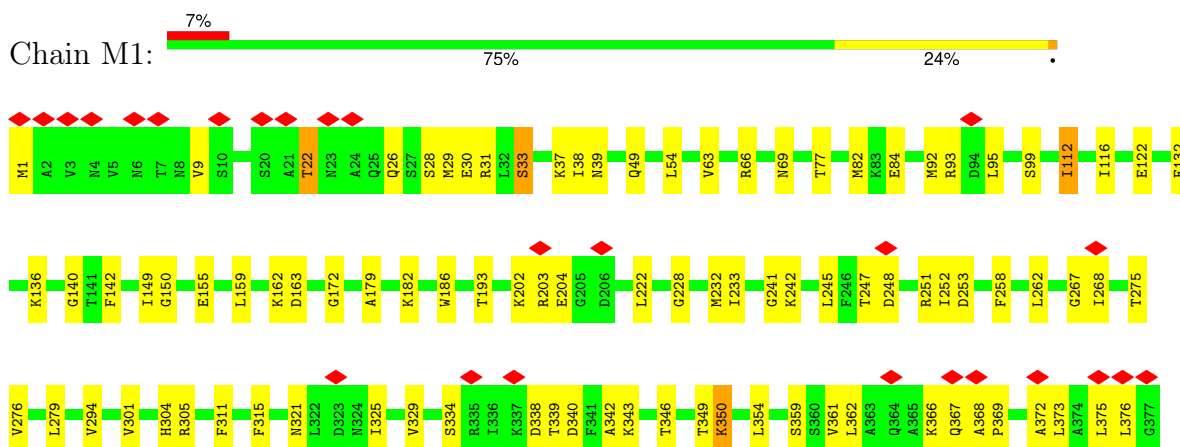 7%
Chain M1:
75% 24% •
M1 A2 V3 N4 V5 N6 T7 N8 V9 S10 S20 A21 T22 N23 A24 Q25 Q26 S27 S28 M29 E30 R31 L32 S33 K37 I38 N39 Q49 L54 V63 R66 N69 T77 M82 K83 E84 M92 R93 D94 L95 S99 I112 I116 E122
K136 G140 T141 F142 I149 G150 E155 L159 K162 D163 G172 A179 K182 W186 T193 K202 R203 E204 G205 D206 L222 G228 M232 I233 G241 K242 L245 F246 T247 D248 R251 I252 D253 F258 L262 G267 I268 T275
V276 L279 V294 V301 H304 R305 F311 F315 N321 L322 D323 N324 I325 V329 S334 R335 I336 K337 D338 T339 D340 F341 A342 K343 T346 T349 K350 L354 S359 S360 V361 L362 A363 Q364 A365 K366 Q367 A368 P369 A372 L373 A374 L375 L376 G377